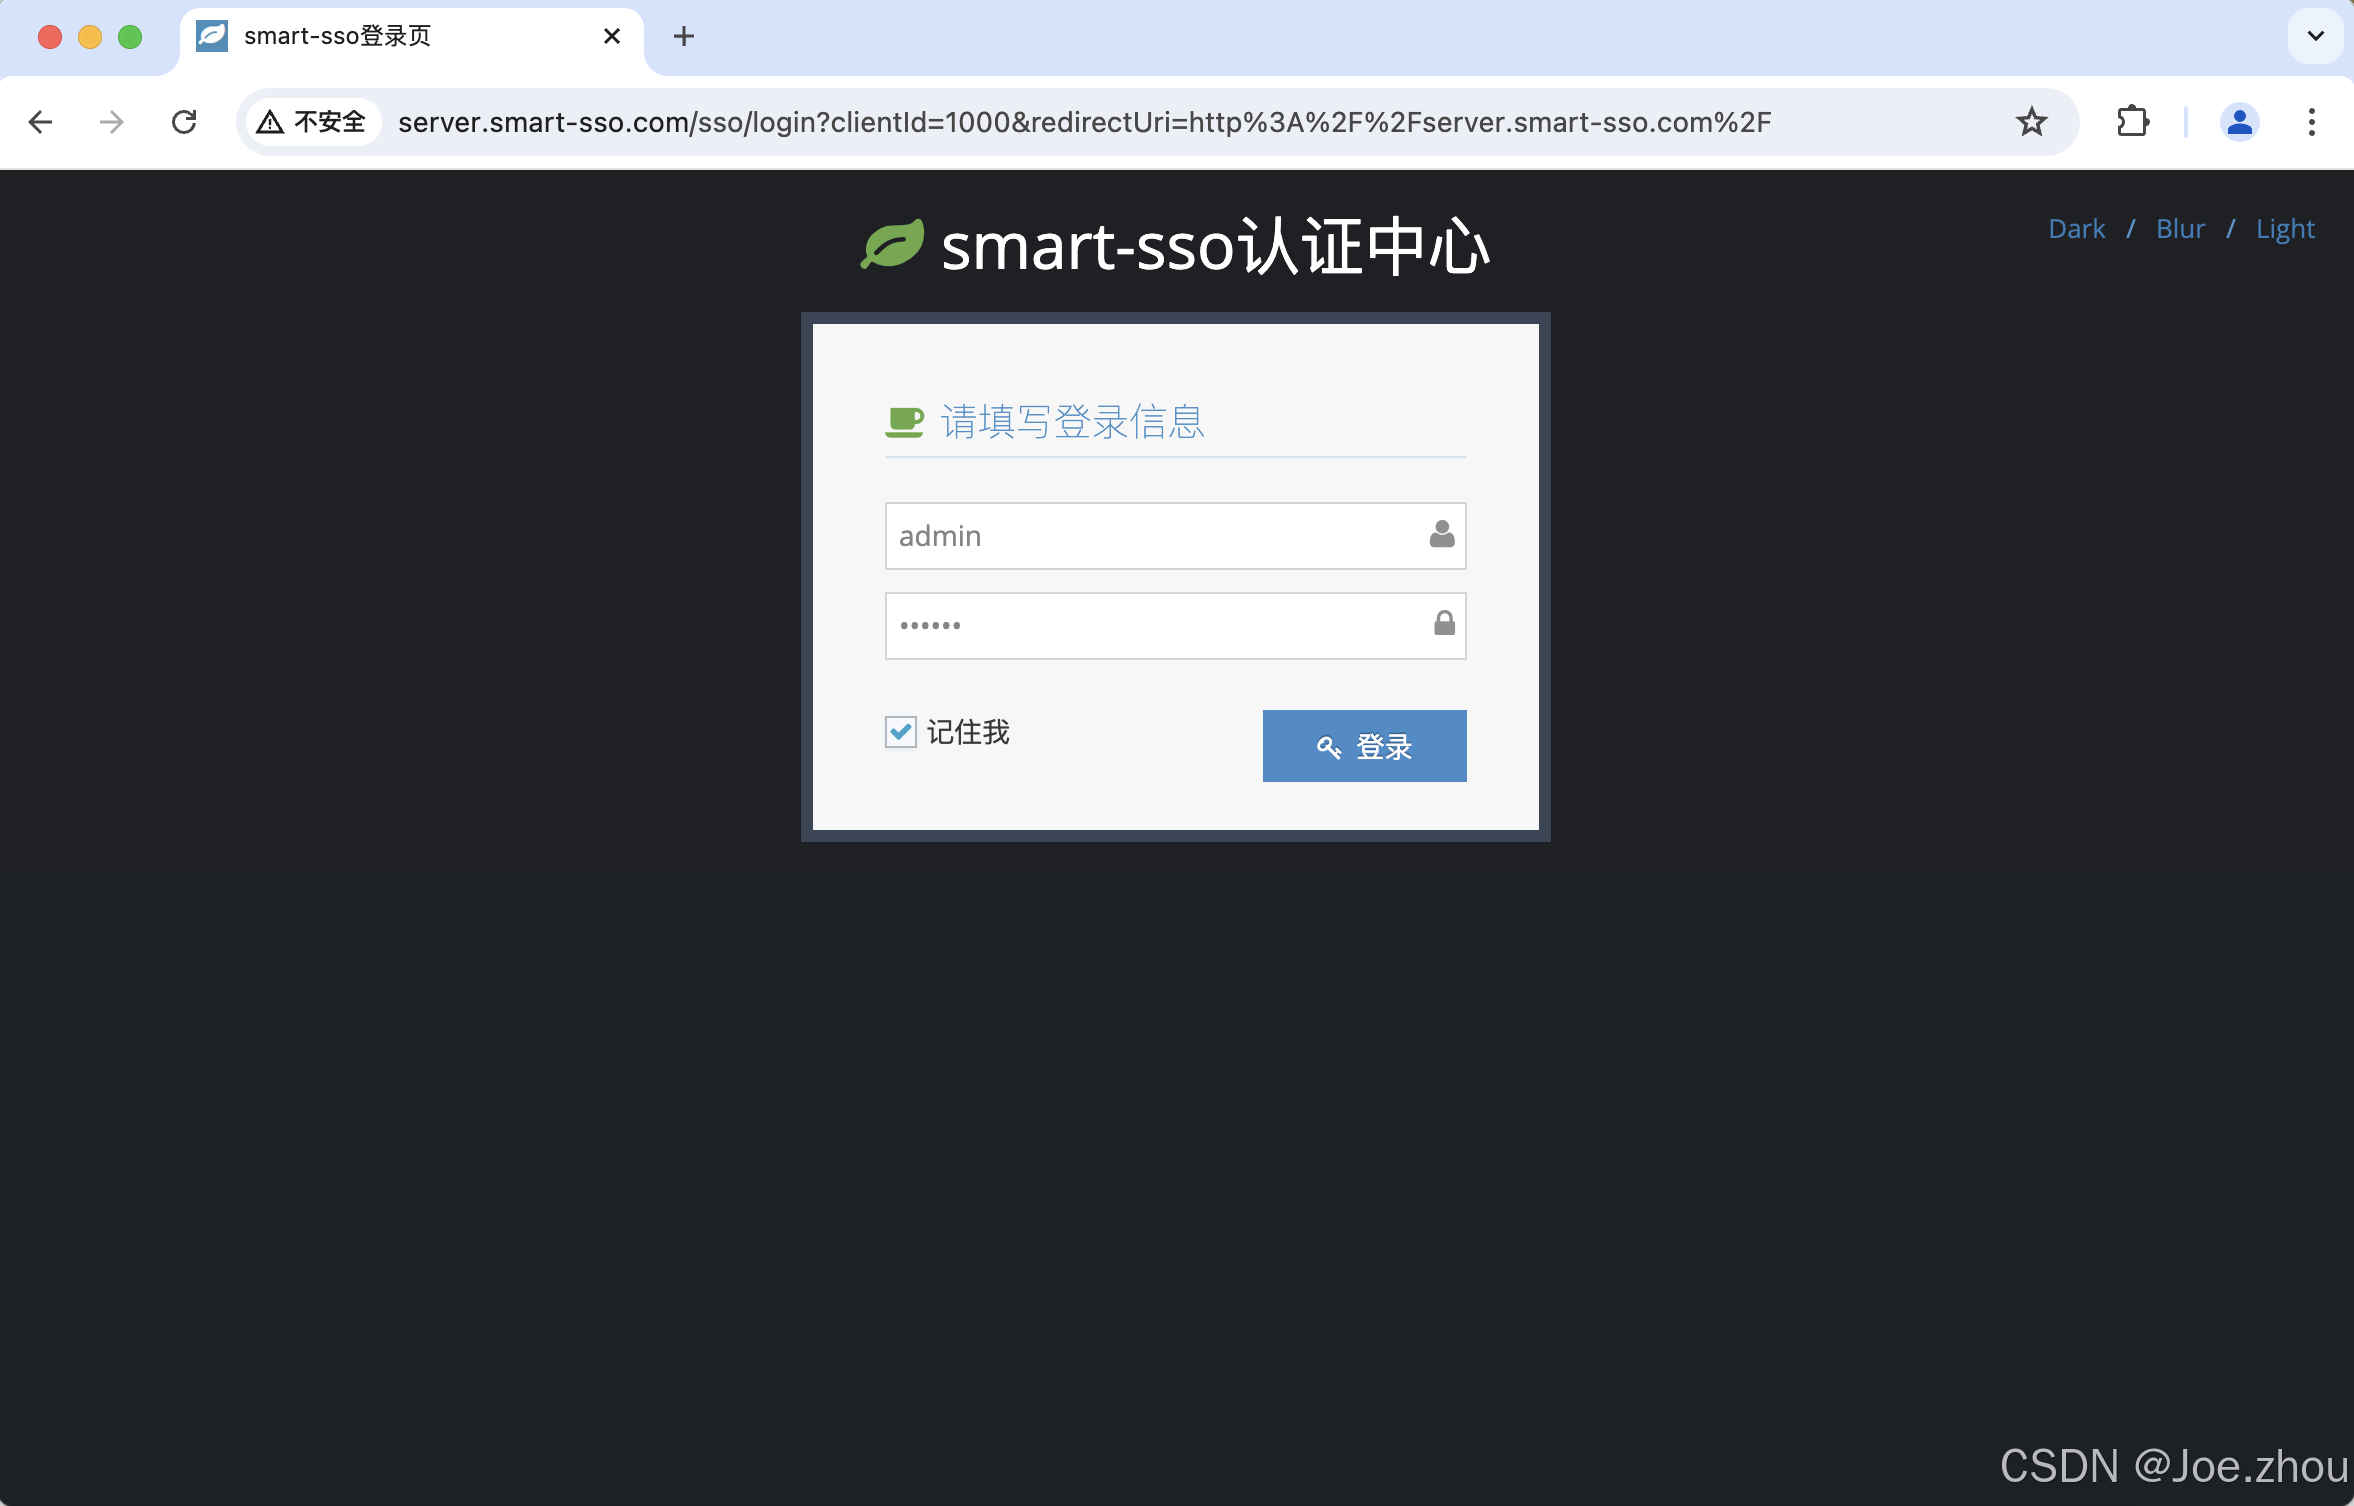 smart-sso登录页
不安全 server.smart-sso.com/sso/login?clientId=1000&redirectUri=http%3A%2F%2Fserver.smart-sso.com%2F
Dark / Blur / Light
smart-sso认证中心
请填写登录信息
admin
••••••
记住我
登录
CSDN @Joe.zhou